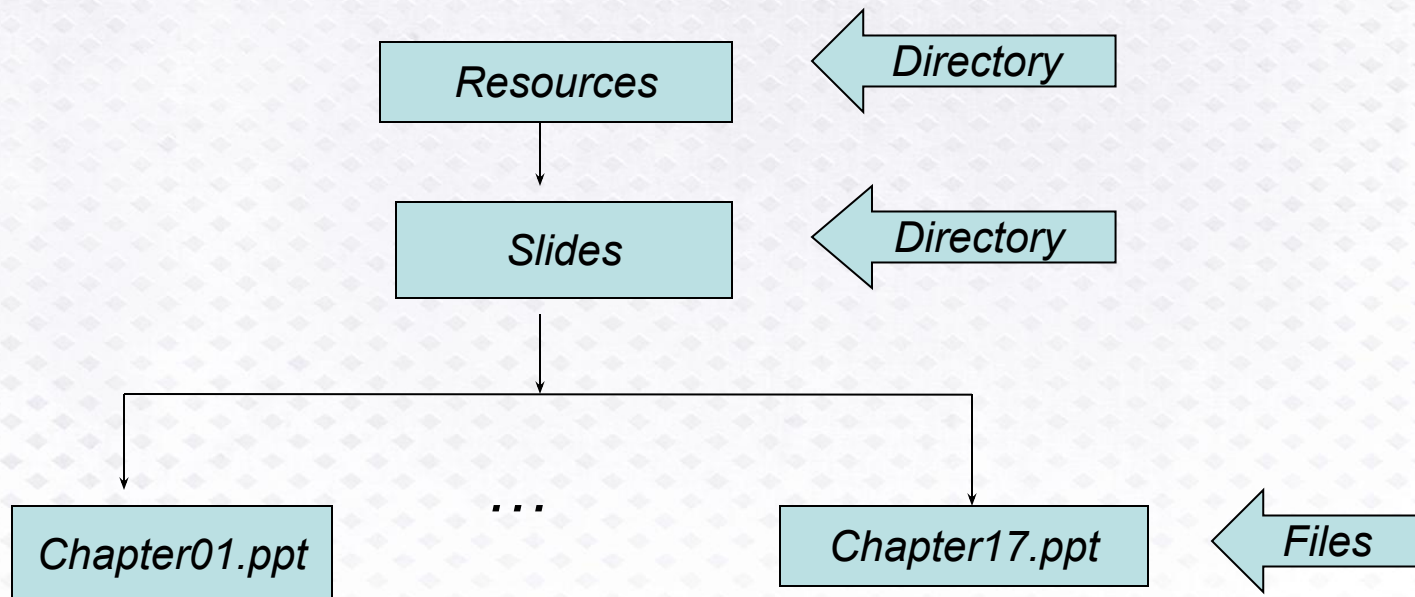 Resources
Directory
Slides
Directory
Chapter01.ppt
...
Chapter17.ppt
Files